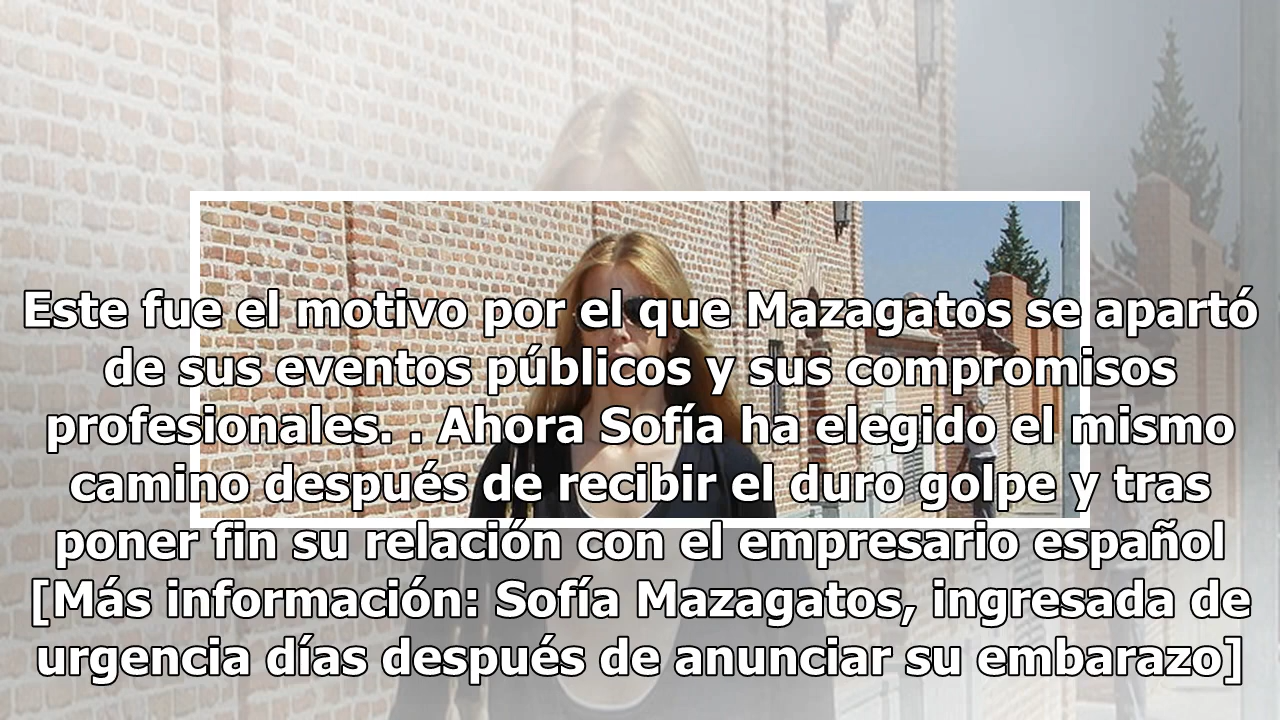 Este fue el motivo por el que Mazagatos se apartó
de sus eventos públicos y sus compromisos
profesionales. . Ahora Sofía ha elegido el mismo
camino después de recibir el duro golpe y tras
poner fin su relación con el empresario español
[Más información: Sofía Mazagatos, ingresada de
urgencia días después de anunciar su embarazo]